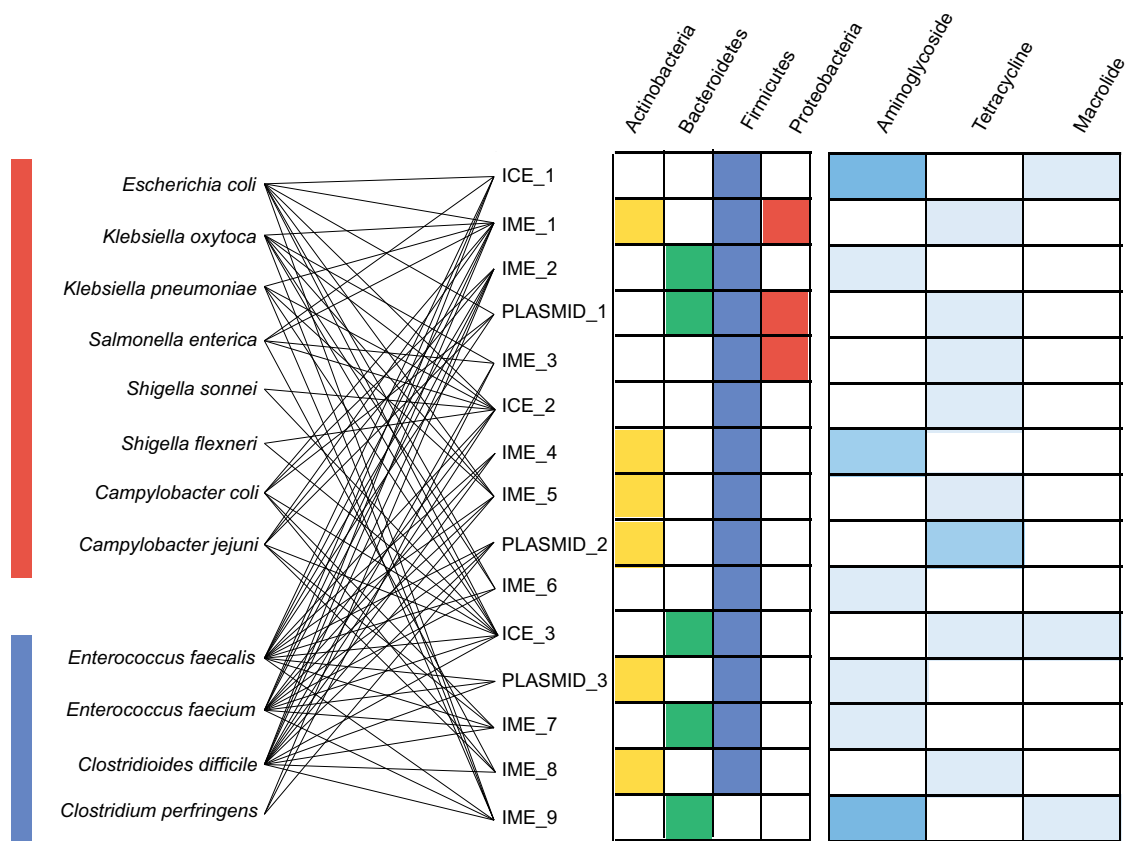 Actinobacteria
Bacteroidetes
Firmicutes
Proteobacteria
Aminoglycoside
Tetracycline
Macrolide
Escherichia coli
Klebsiella oxytoca
Klebsiella pneumoniae
Salmonella enterica
Shigella sonnei
Shigella flexneri
Campylobacter coli
Campylobacter jejuni
Enterococcus faecalis
Enterococcus faecium
Clostridioides difficile
Clostridium perfringens
ICE_1
IME_1
IME_2
PLASMID_1
IME_3
ICE_2
IME_4
IME_5
PLASMID_2
IME_6
ICE_3
PLASMID_3
IME_7
IME_8
IME_9